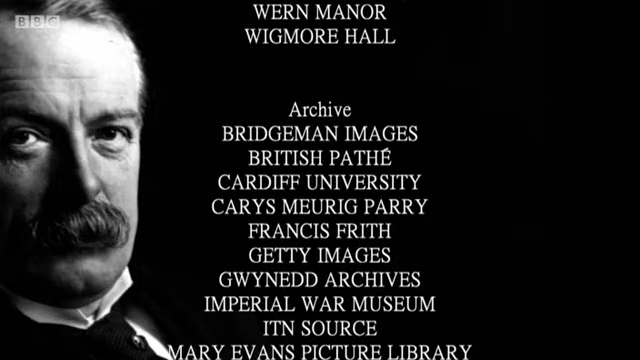 BBC
WERN MANOR
WIGMORE HALL
Archive
BRIDGEMAN IMAGES
BRITISH PATHÉ
CARDIFF UNIVERSITY
CARYS MEURIG PARRY
FRANCIS FRITH
GETTY IMAGES
GWYNEDD ARCHIVES
IMPERIAL WAR MUSEUM
ITN SOURCE
MARY EVANS PICTURE LIBRARY